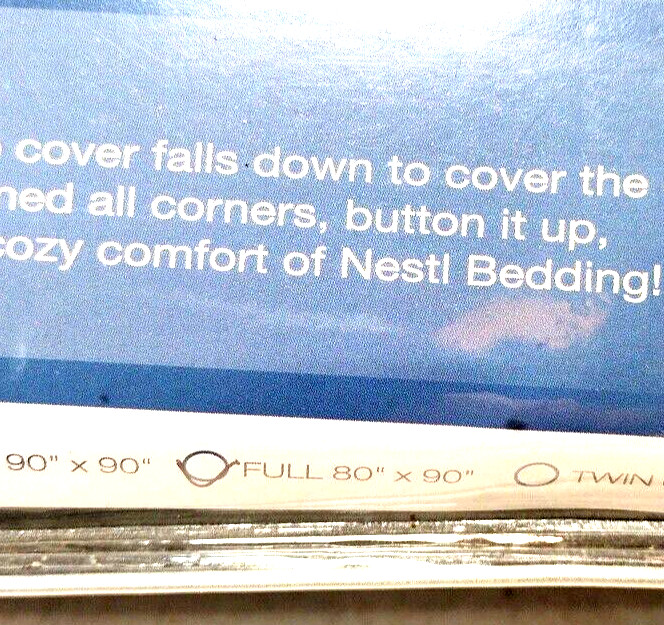 cover falls down to cover the
all corners, button it up,
cozy comfort of Nestl Bedding!
90" x 90" FULL 80" x 90" TWIN